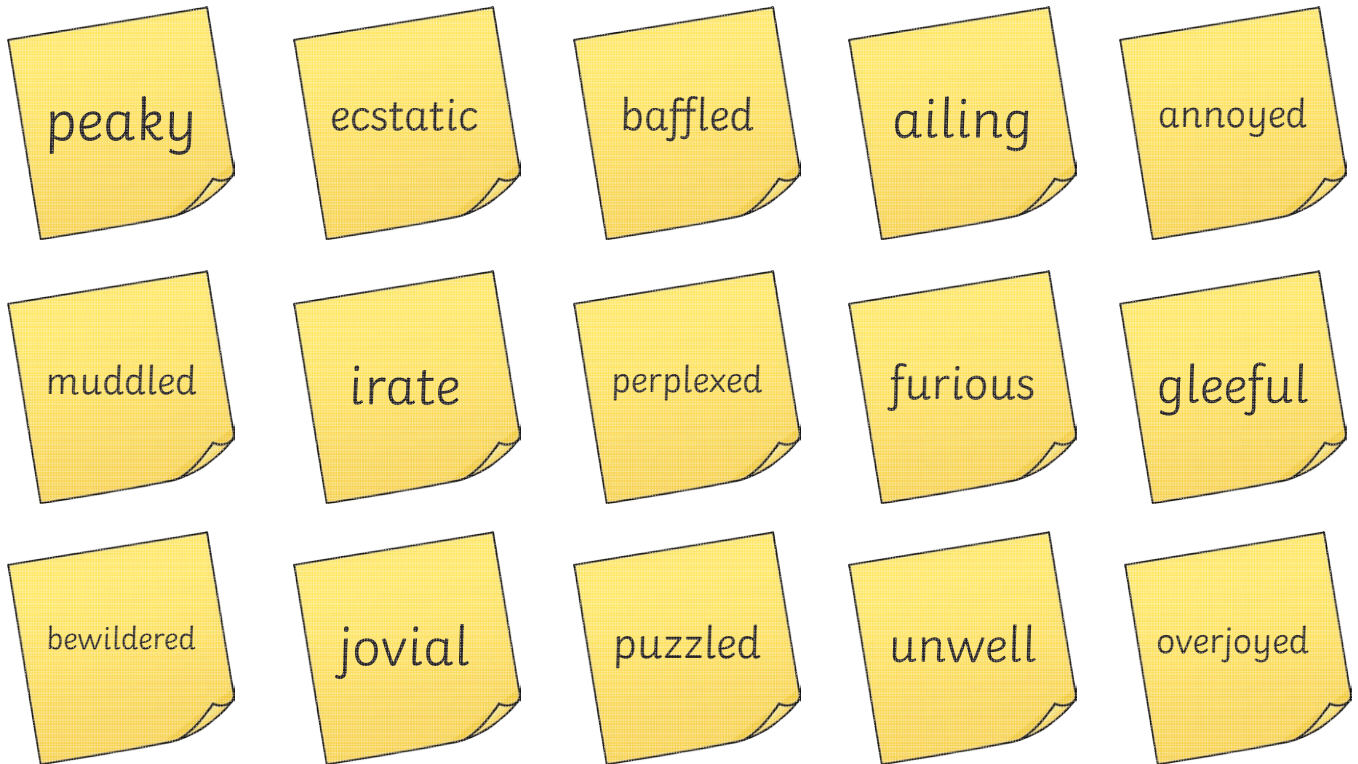 peaky
ecstatic
baffled
ailing
annoyed
muddled
irate
perplexed
furious
gleeful
bewildered
jovial
puzzled
unwell
overjoyed